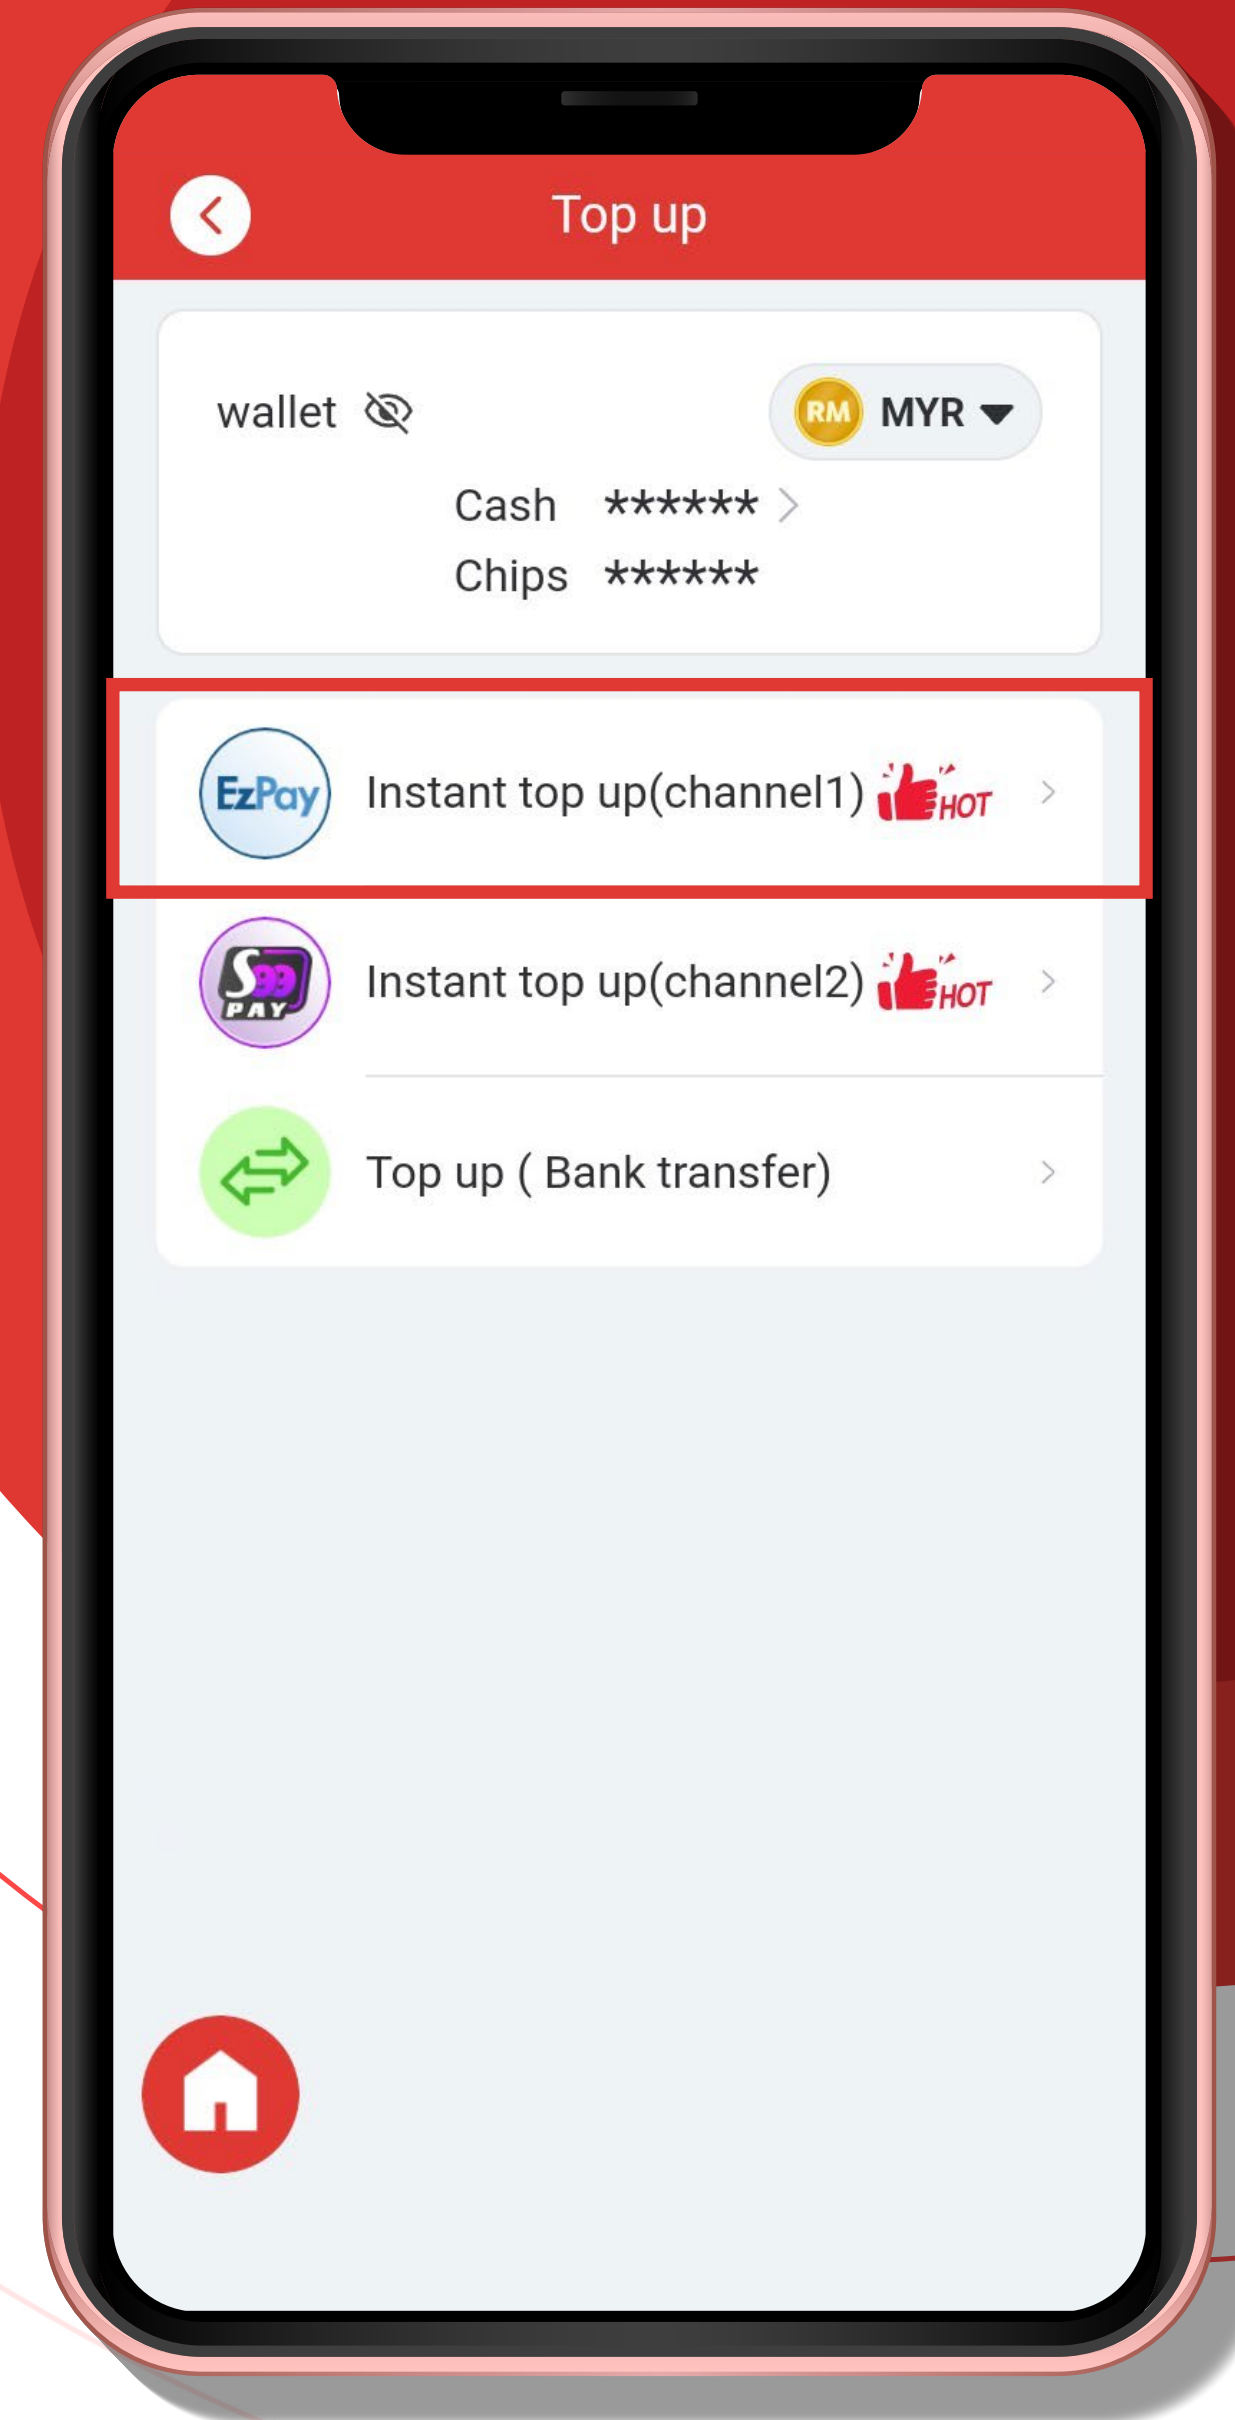 Top up
wallet
RM MYR
Cash ******
Chips ******
EzPay Instant top up(channel1) HOT
S99 PAY Instant top up(channel2) HOT
Top up ( Bank transfer)